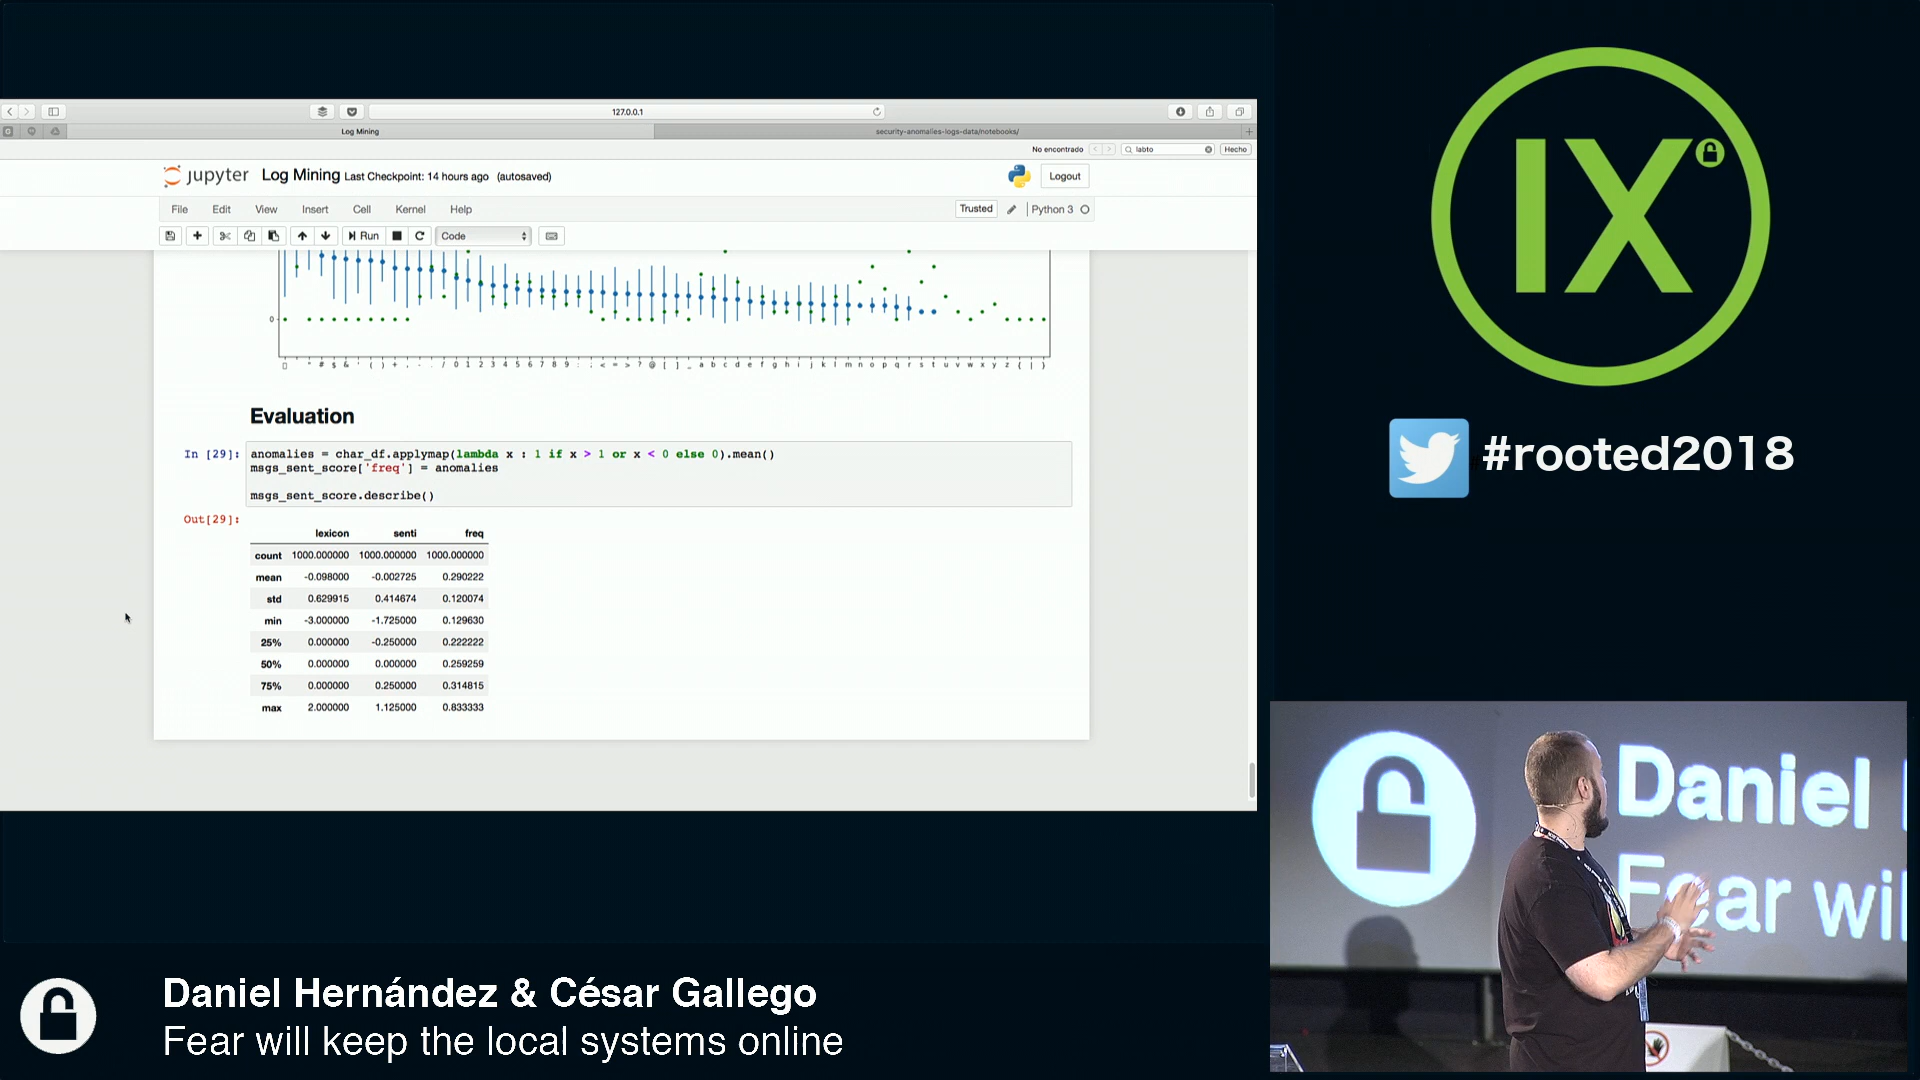 127.0.0.1
Log Mining
security-anomalies-logs-data/notebooks/
No encontrado
labto
Hecho
jupyter Log Mining Last Checkpoint: 14 hours ago (autosaved)
Logout
File Edit View Insert Cell Kernel Help
Trusted
Python 3
Run
Code
0
Evaluation
In [29]: anomalies = char_df.applymap(lambda x : 1 if x > 1 or x < 0 else 0).mean()
msgs_sent_score['freq'] = anomalies
msgs_sent_score.describe()
Out[29]:
lexicon senti freq
count 1000.000000 1000.000000 1000.000000
mean -0.098000 -0.002725 0.290222
std 0.629915 0.414674 0.120074
min -3.000000 -1.725000 0.129630
25% 0.000000 -0.250000 0.222222
50% 0.000000 0.000000 0.259259
75% 0.000000 0.250000 0.314815
max 2.000000 1.125000 0.833333
IX
#rooted2018
Daniel
Fear wil
Daniel Hernández & César Gallego
Fear will keep the local systems online